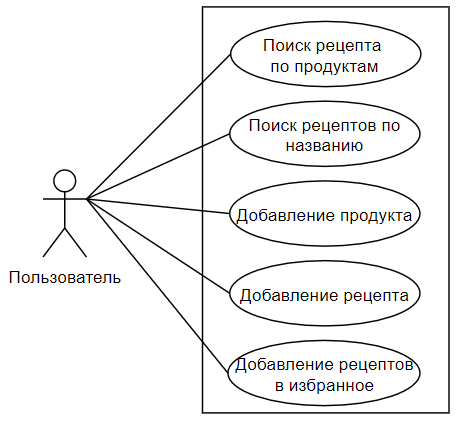 Поиск рецепта
по продуктам
Поиск рецептов по
названию
Добавление продукта
Пользователь
Добавление рецепта
Добавление рецептов
в избранное